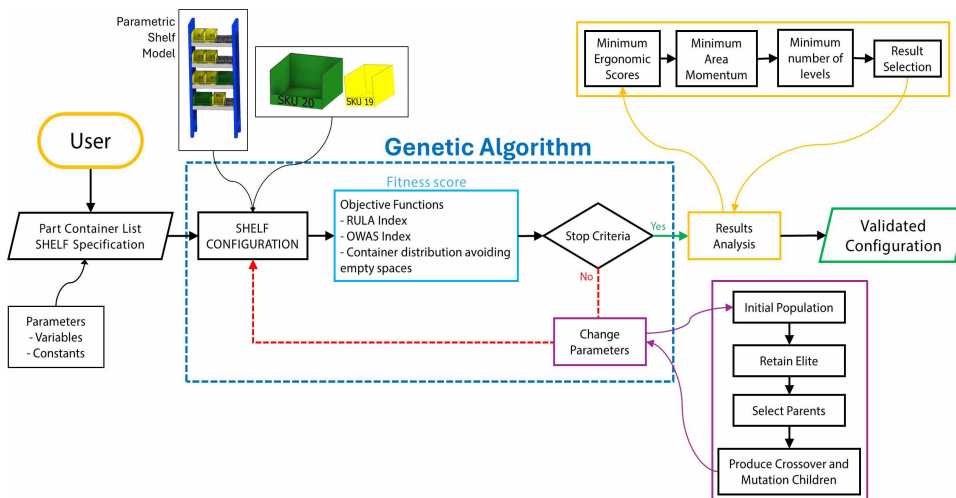 Parametric
Shelf
Model
SKU 20
SKU 19
Minimum
Ergonomic
Scores
Minimum
Area
Momentum
Minimum
number of
levels
Result
Selection
User
Genetic Algorithm
Fitness score
Part Container List
SHELF Specification
SHELF
CONFIGURATION
Objective Functions
- RULA Index
- OWAS Index
- Container distribution avoiding
empty spaces
Stop Criteria
Yes
No
Results
Analysis
Validated
Configuration
Parameters
- Variables
- Constants
Change
Parameters
Initial Population
Retain Elite
Select Parents
Produce Crossover and
Mutation Children